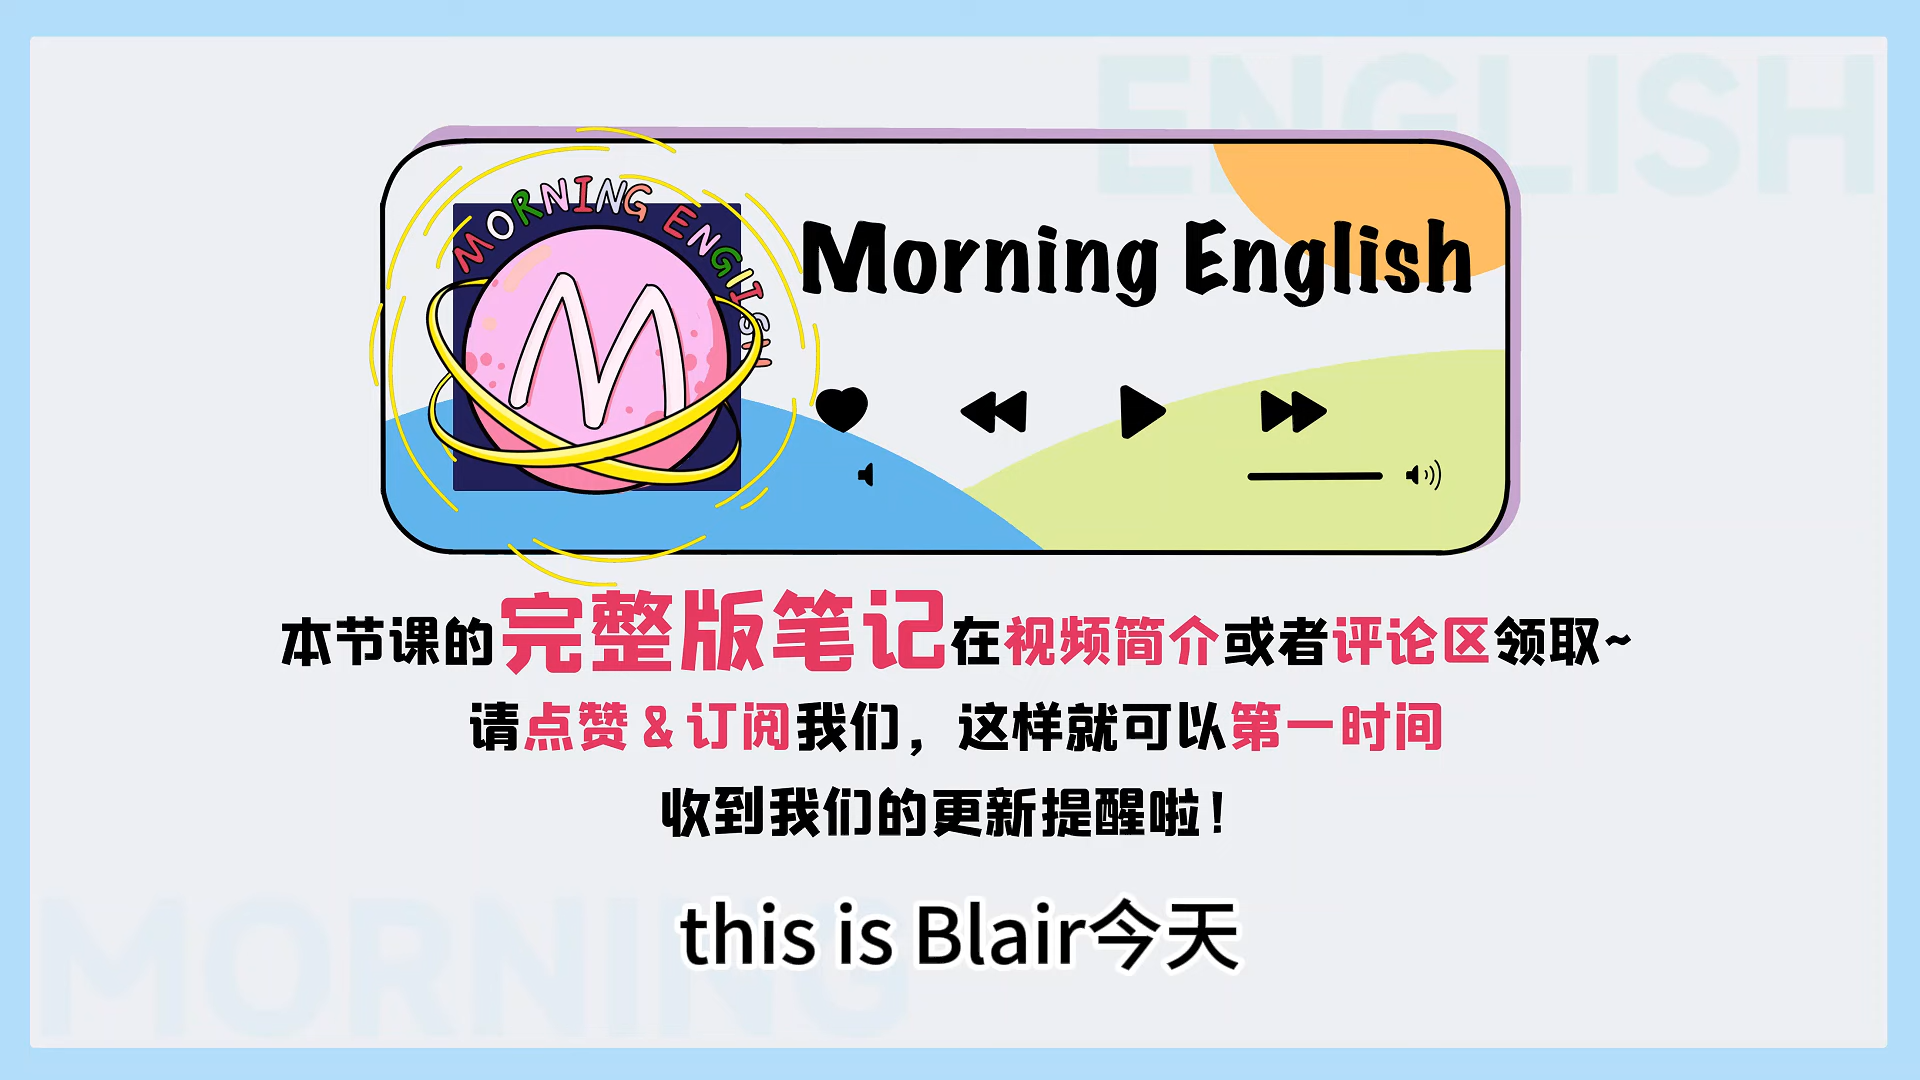 ENGLISH
MORNING ENGLISH
M
Morning English
本节课的完整版笔记在视频简介或者评论区领取~
请点赞&订阅我们，这样就可以第一时间
收到我们的更新提醒啦！
MORNING
this is Blair今天